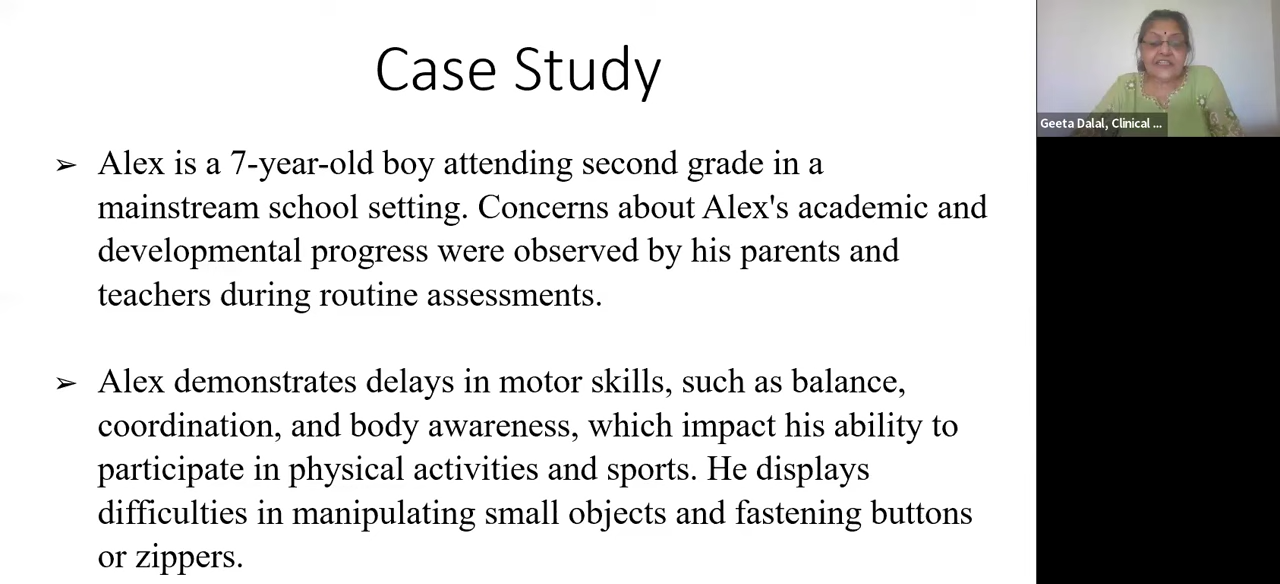 Case Study
➢ Alex is a 7-year-old boy attending second grade in a
mainstream school setting. Concerns about Alex's academic and
developmental progress were observed by his parents and
teachers during routine assessments.
➢ Alex demonstrates delays in motor skills, such as balance,
coordination, and body awareness, which impact his ability to
participate in physical activities and sports. He displays
difficulties in manipulating small objects and fastening buttons
or zippers.
Geeta Dalal, Clinical ...